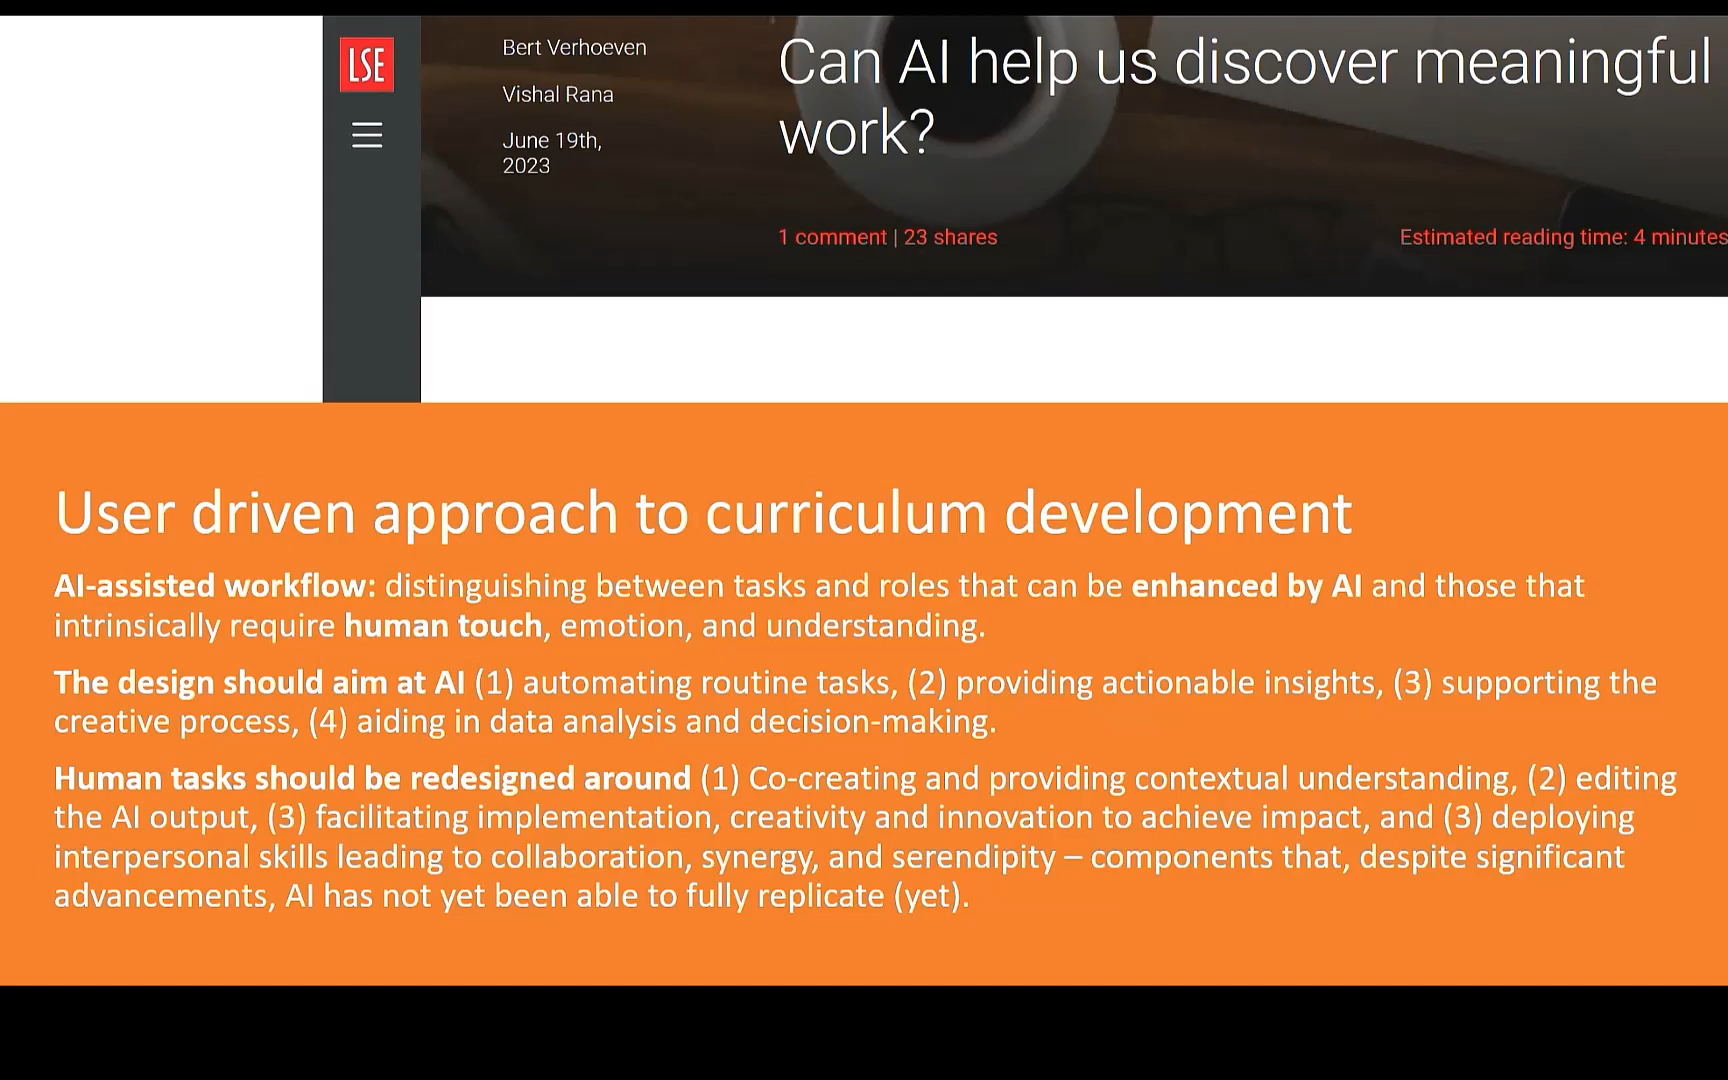 LSE
Bert Verhoeven
Vishal Rana
June 19th,
2023
Can AI help us discover meaningful
work?
1 comment | 23 shares
Estimated reading time: 4 minutes
User driven approach to curriculum development
AI-assisted workflow: distinguishing between tasks and roles that can be enhanced by AI and those that
intrinsically require human touch, emotion, and understanding.
The design should aim at AI (1) automating routine tasks, (2) providing actionable insights, (3) supporting the
creative process, (4) aiding in data analysis and decision-making.
Human tasks should be redesigned around (1) Co-creating and providing contextual understanding, (2) editing
the AI output, (3) facilitating implementation, creativity and innovation to achieve impact, and (3) deploying
interpersonal skills leading to collaboration, synergy, and serendipity – components that, despite significant
advancements, AI has not yet been able to fully replicate (yet).